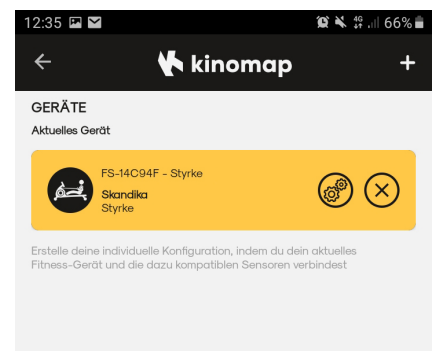 12:35 4G 66%
kinomap
GERÄTE
Aktuelles Gerät
FS-14C94F - Styrke
Skandika
Styrke
Erstelle deine individuelle Konfiguration, indem du dein aktuelles
Fitness-Gerät und die dazu kompatiblen Sensoren verbindest